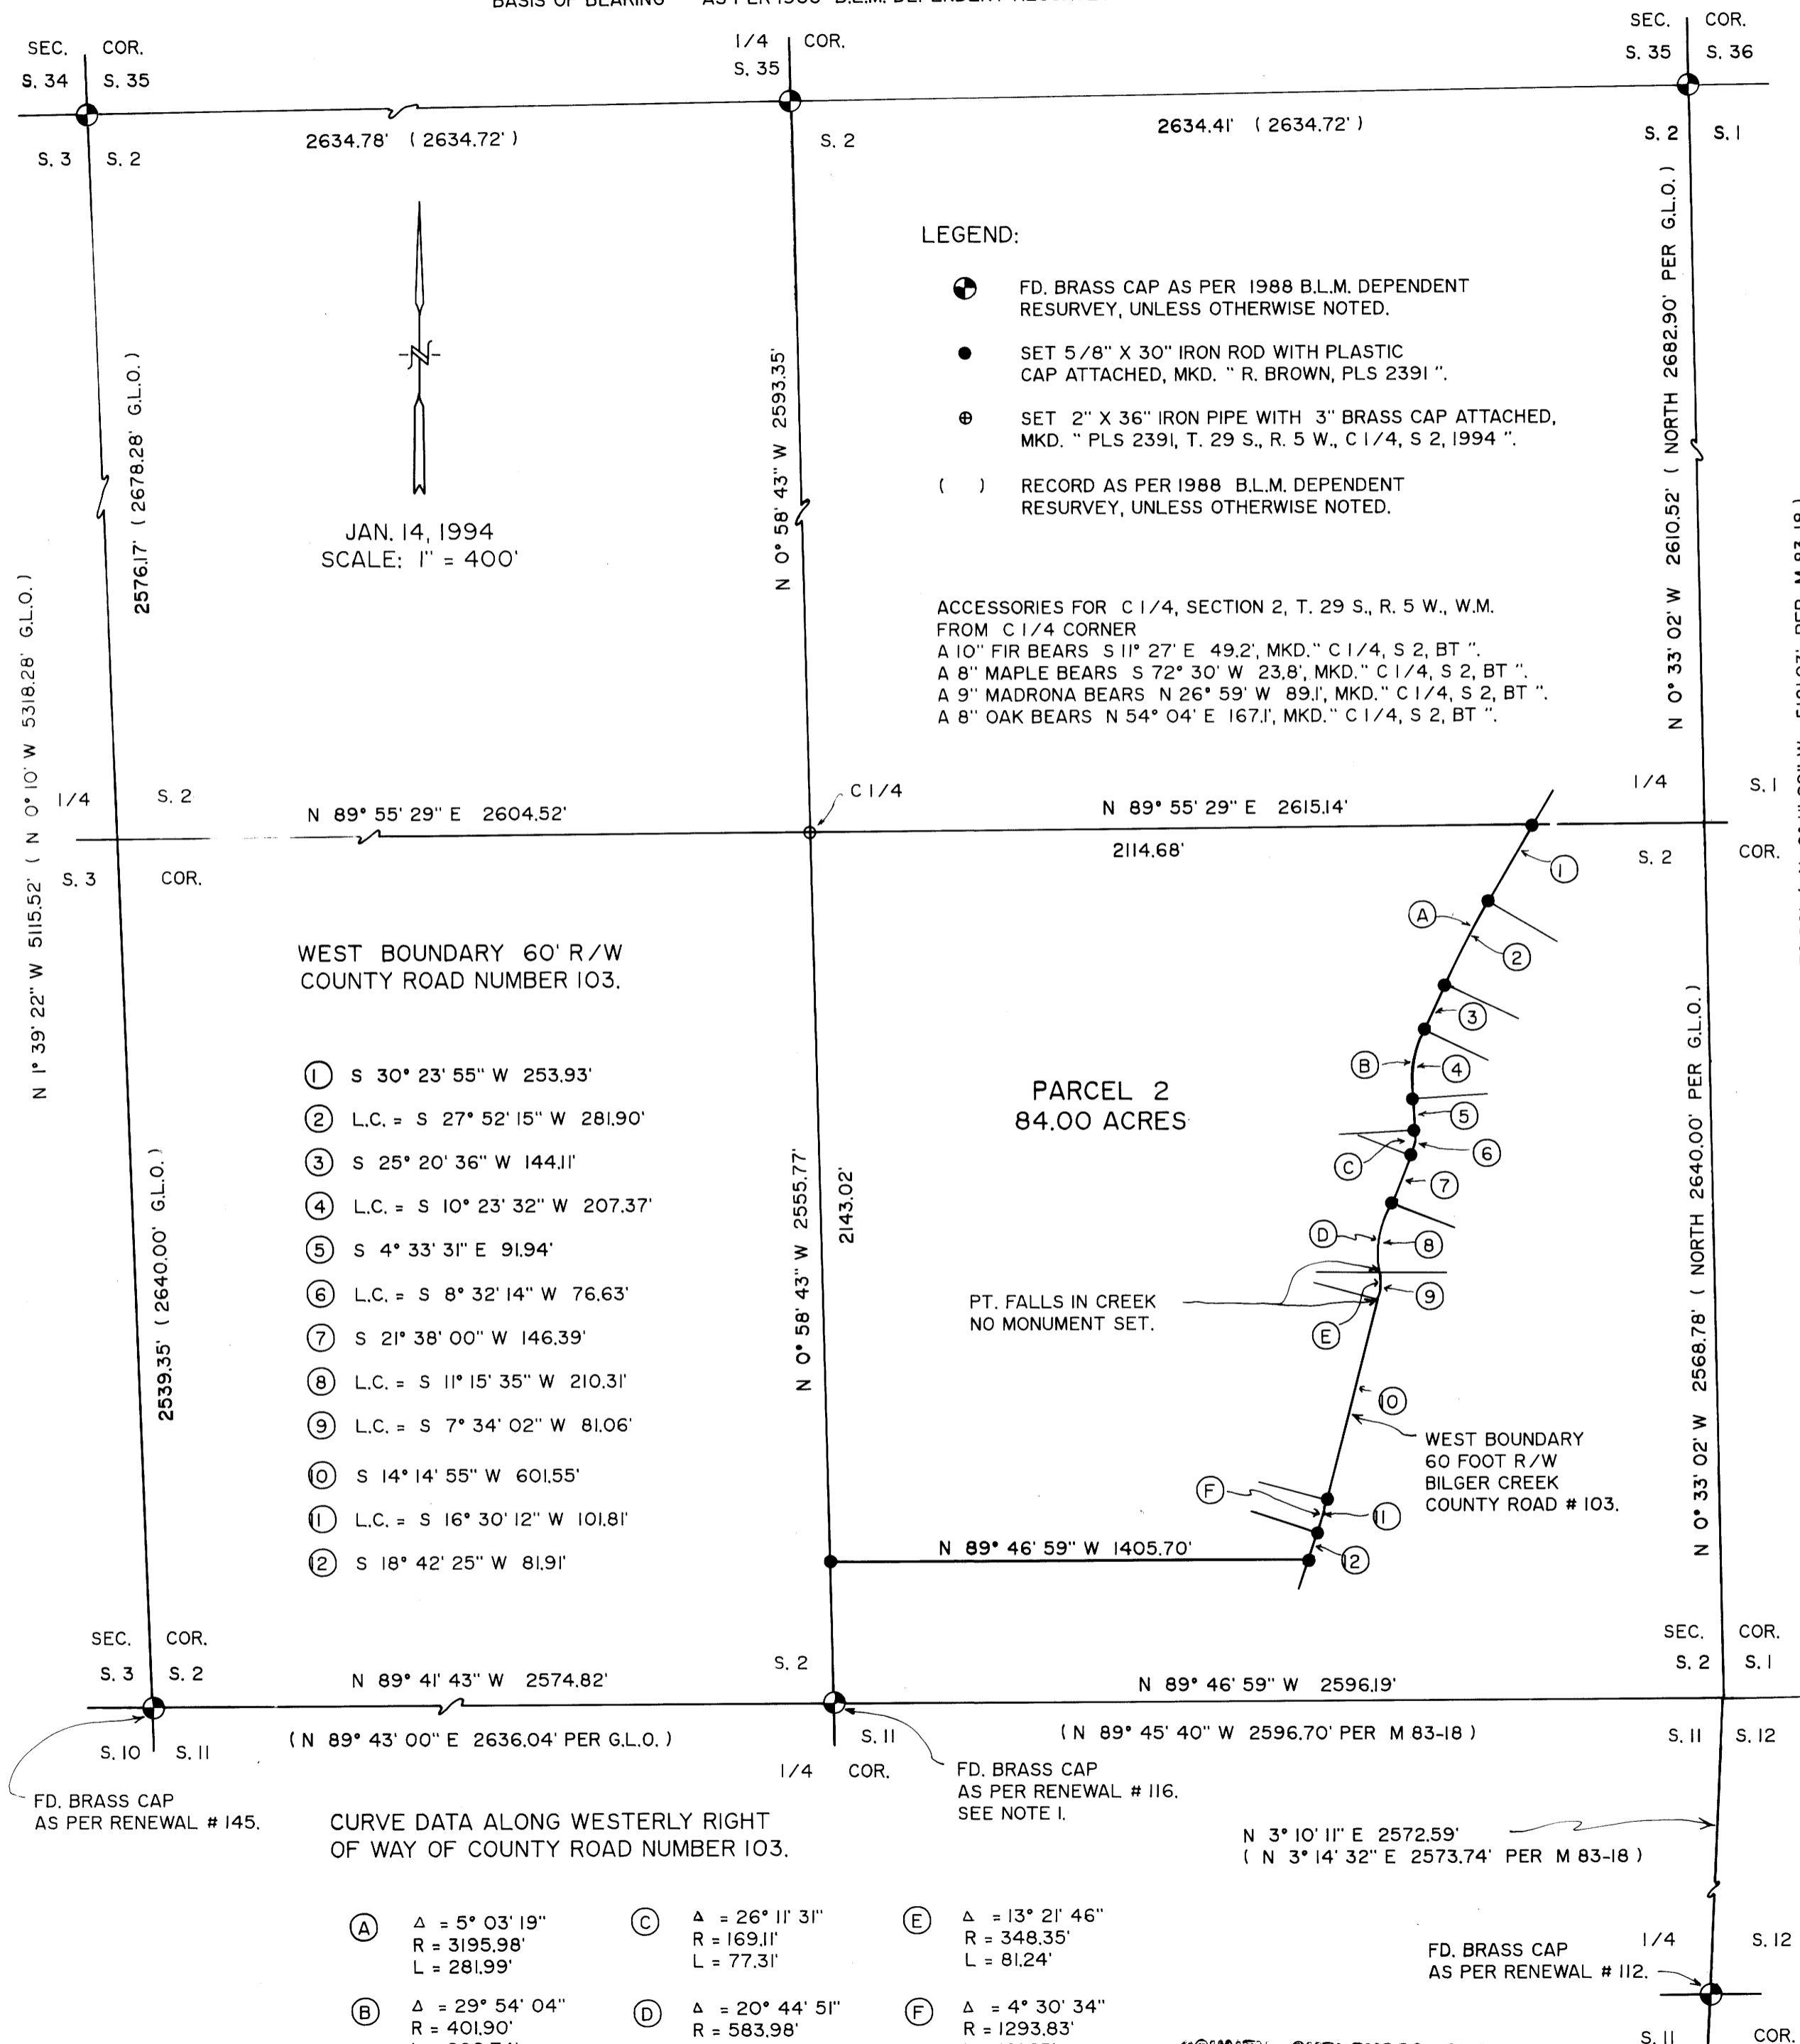 SEC. COR.
S. 34 S. 35
1/4 COR.
S. 35
SEC. COR.
S. 35 S. 36
2634.78' ( 2634.72' )
2634.41' ( 2634.72' )
S. 3 S. 2
S. 2
S. 2 S. 1
LEGEND:
FD. BRASS CAP AS PER 1988 B.L.M. DEPENDENT
RESURVEY, UNLESS OTHERWISE NOTED.
SET 5/8" X 30" IRON ROD WITH PLASTIC
CAP ATTACHED, MKD. " R. BROWN, PLS 2391 ".
SET 2" X 36" IRON PIPE WITH 3" BRASS CAP ATTACHED,
MKD. " PLS 2391, T. 29 S., R. 5 W., C 1/4, S 2, 1994 ".
( ) RECORD AS PER 1988 B.L.M. DEPENDENT
RESURVEY, UNLESS OTHERWISE NOTED.
N
JAN. 14, 1994
SCALE: 1" = 400'
2576.17' ( 2678.28' G.L.O. )
N 0° 58' 43" W 2593.35'
N 0° 33' 02' W 2610.52' ( NORTH 2682.90' PER G.L.O. )
N 1° 39' 22" W 5115.52' ( N 0° 10' W 5318.28' G.L.O. )
ACCESSORIES FOR C 1/4, SECTION 2, T. 29 S., R. 5 W., W.M.
FROM C 1/4 CORNER
A 10" FIR BEARS S 11° 27' E 49.2', MKD." C 1/4, S 2, BT ".
A 8" MAPLE BEARS S 72° 30' W 23.8', MKD." C 1/4, S 2, BT ".
A 9" MADRONA BEARS N 26° 59' W 89.1', MKD." C 1/4, S 2, BT ".
A 8" OAK BEARS N 54° 04' E 167.1', MKD." C 1/4, S 2, BT ".
1/4 S. 2
C 1/4
1/4 S. 1
N 89° 55' 29" E 2604.52'
N 89° 55' 29" E 2615.14'
2114.68'
S. 3 COR.
S. 2 COR.
WEST BOUNDARY 60' R/W
COUNTY ROAD NUMBER 103.
1 S 30° 23' 55" W 253.93'
2 L.C. = S 27° 52' 15" W 281.90'
3 S 25° 20' 36" W 144.11'
4 L.C. = S 10° 23' 32" W 207.37'
5 S 4° 33' 31" E 91.94'
6 L.C. = S 8° 32' 14" W 76.63'
7 S 21° 38' 00" W 146.39'
8 L.C. = S 11° 15' 35" W 210.31'
9 L.C. = S 7° 34' 02" W 81.06'
10 S 14° 14' 55" W 601.55'
11 L.C. = S 16° 30' 12" W 101.81'
12 S 18° 42' 25" W 81.91'
2539.35' ( 2640.00' G.L.O. )
N 0° 58' 43" W 2555.77'
2143.02'
PARCEL 2
84.00 ACRES
1
A
2
3
B
4
5
C
6
7
D
8
9
E
10
F
11
12
PT. FALLS IN CREEK
NO MONUMENT SET.
WEST BOUNDARY
60 FOOT R/W
BILGER CREEK
COUNTY ROAD # 103.
N 0° 33' 02' W 2568.78' ( NORTH 2640.00' PER G.L.O. )
N 89° 46' 59" W 1405.70'
SEC. COR.
S. 3 S. 2
S. 2
SEC. COR.
S. 2 S. 1
N 89° 41' 43" W 2574.82'
N 89° 46' 59" W 2596.19'
( N 89° 43' 00" E 2636.04' PER G.L.O. )
( N 89° 45' 40" W 2596.70' PER M 83-18 )
S. 10 S. 11
S. 11
1/4 COR.
S. 11 S. 12
FD. BRASS CAP
AS PER RENEWAL # 145.
FD. BRASS CAP
AS PER RENEWAL # 116.
SEE NOTE 1.
N 3° 10' 11" E 2572.59'
( N 3° 14' 32" E 2573.74' PER M 83-18 )
CURVE DATA ALONG WESTERLY RIGHT
OF WAY OF COUNTY ROAD NUMBER 103.
A Δ = 5° 03' 19"
R = 3195.98'
L = 281.99'
C Δ = 26° 11' 31"
R = 169.11'
L = 77.31'
E Δ = 13° 21' 46"
R = 348.35'
L = 81.24'
B Δ = 29° 54' 04"
R = 401.90'
D Δ = 20° 44' 51"
R = 583.98'
F Δ = 4° 30' 34"
R = 1293.83'
FD. BRASS CAP
AS PER RENEWAL # 112.
1/4 S. 12
S. 11 COR.